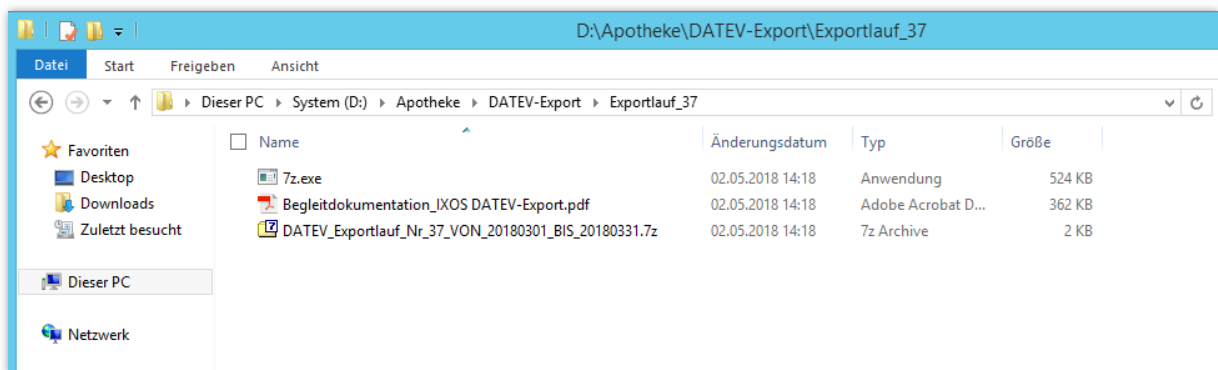 D:\Apotheke\DATEV-Export\Exportlauf_37
Datei Start Freigeben Ansicht
Dieser PC System (D:) Apotheke DATEV-Export Exportlauf_37
Name Änderungsdatum Typ Größe
Favoriten
Desktop
Downloads
Zuletzt besucht
Dieser PC
Netzwerk
7z.exe 02.05.2018 14:18 Anwendung 524 KB
Begleitdokumentation_IXOS DATEV-Export.pdf 02.05.2018 14:18 Adobe Acrobat D... 362 KB
DATEV_Exportlauf_Nr_37_VON_20180301_BIS_20180331.7z 02.05.2018 14:18 7z Archive 2 KB